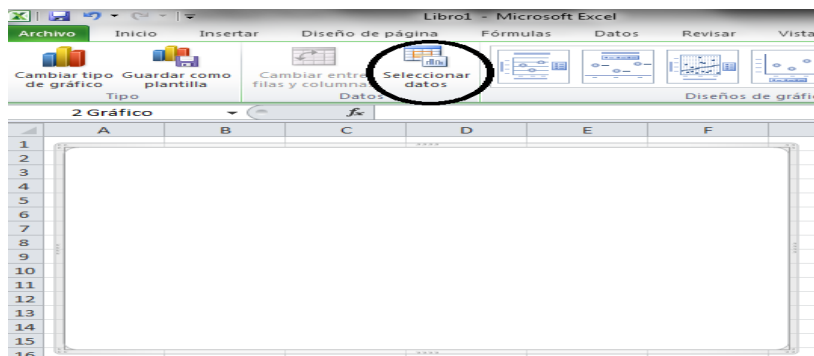 Libro1 - Microsoft Excel
Archivo Inicio Insertar Diseño de página Fórmulas Datos Revisar Vista
Cambiar tipo de gráfico
Guardar como plantilla
Cambiar entre filas y columnas
Seleccionar datos
Tipo Datos Diseños de gráfi
2 Gráfico fx
A B C D E F
1
2
3
4
5
6
7
8
9
10
11
12
13
14
15
16